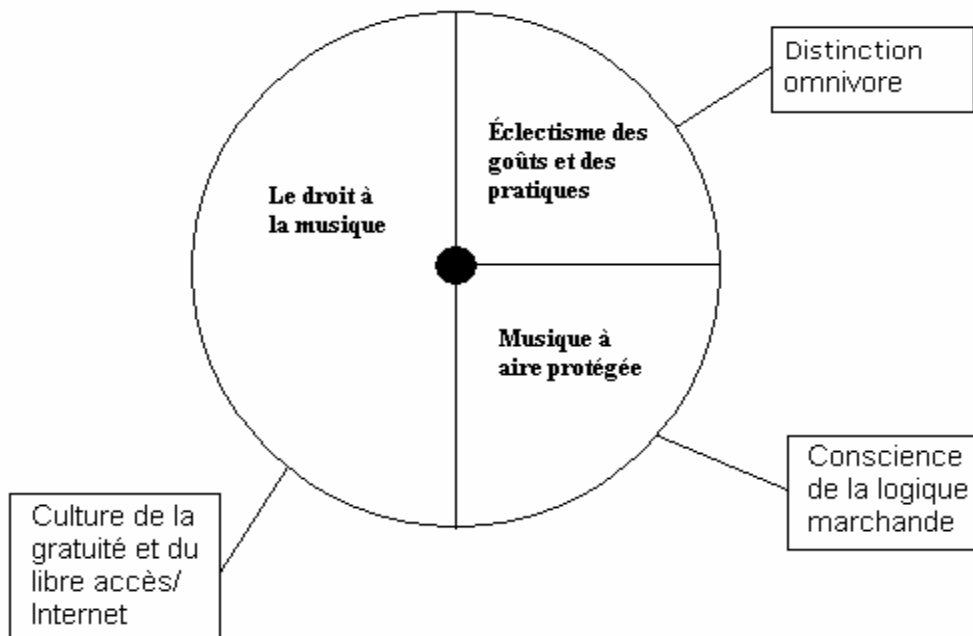 Distinction
omnivore
Éclectisme des
goûts et des
pratiques
Le droit à
la musique
Musique à
aire protégée
Conscience
de la logique
marchande
Culture de la
gratuité et du
libre accès/
Internet